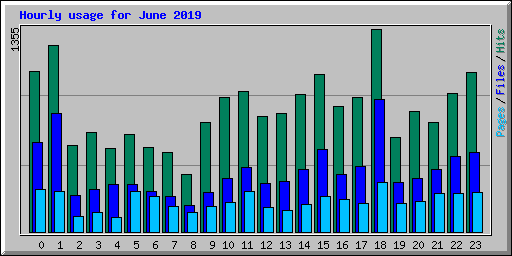 Hourly usage for June 2019
1355
Pages / Files / Hits
0 1 2 3 4 5 6 7 8 9 10 11 12 13 14 15 16 17 18 19 20 21 22 23